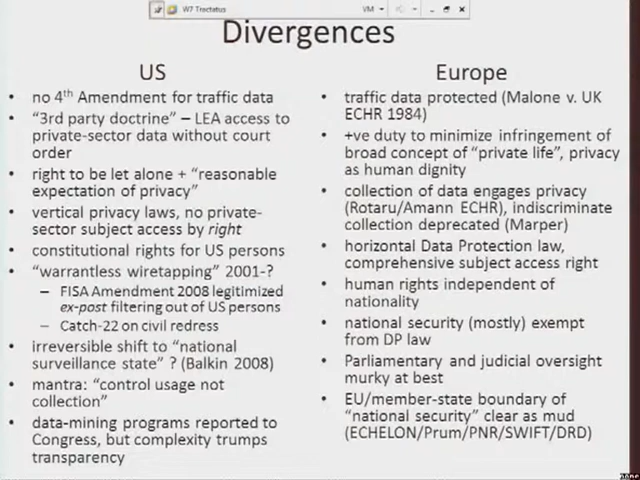 W7 Tractatus
VM
Divergences
US
• no 4th Amendment for traffic data
• "3rd party doctrine" – LEA access to
private-sector data without court
order
• right to be let alone + "reasonable
expectation of privacy"
• vertical privacy laws, no private-
sector subject access by right
• constitutional rights for US persons
• "warrantless wiretapping" 2001-?
– FISA Amendment 2008 legitimized
ex-post filtering out of US persons
– Catch-22 on civil redress
• irreversible shift to "national
surveillance state" ? (Balkin 2008)
• mantra: "control usage not
collection"
• data-mining programs reported to
Congress, but complexity trumps
transparency
Europe
• traffic data protected (Malone v. UK
ECHR 1984)
• +ve duty to minimize infringement of
broad concept of "private life", privacy
as human dignity
• collection of data engages privacy
(Rotaru/Amann ECHR), indiscriminate
collection deprecated (Marper)
• horizontal Data Protection law,
comprehensive subject access right
• human rights independent of
nationality
• national security (mostly) exempt
from DP law
• Parliamentary and judicial oversight
murky at best
• EU/member-state boundary of
"national security" clear as mud
(ECHELON/Prum/PNR/SWIFT/DRD)